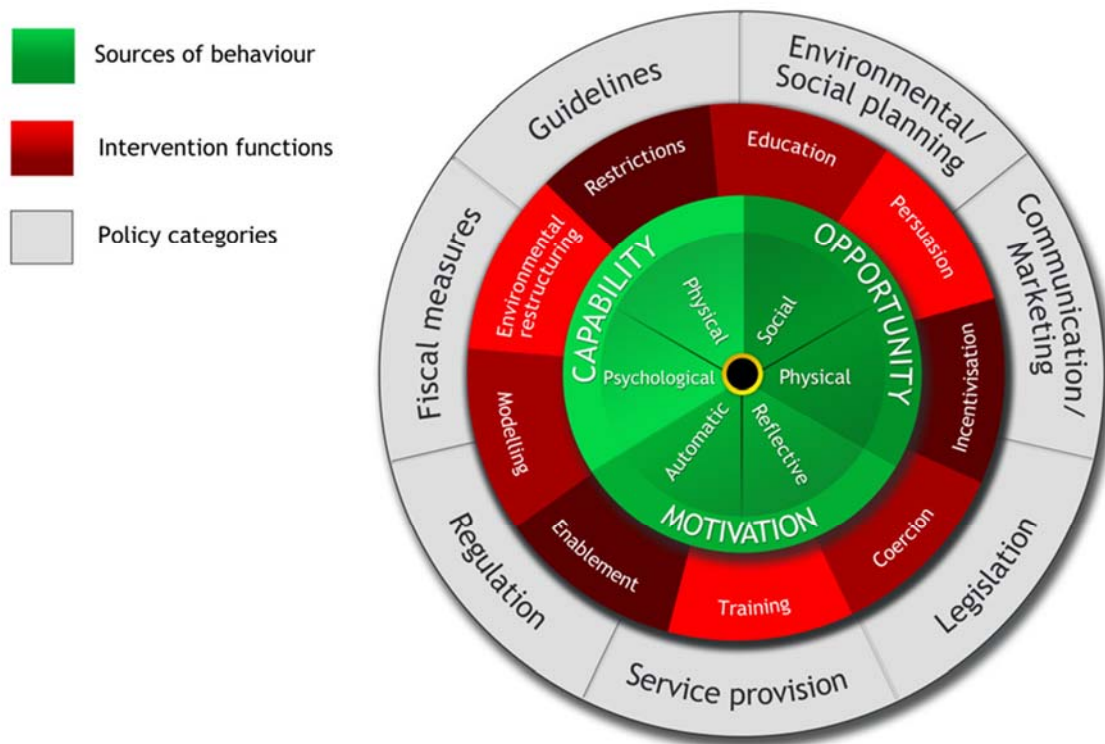 Sources of behaviour
Intervention functions
Policy categories
Guidelines
Environmental/
Social planning
Communication/
Marketing
Legislation
Service provision
Regulation
Fiscal measures
Restrictions
Education
Persuasion
Incentivisation
Coercion
Training
Enablement
Modelling
Environmental
restructuring
CAPABILITY
OPPORTUNITY
MOTIVATION
Physical
Social
Psychological
Physical
Automatic
Reflective